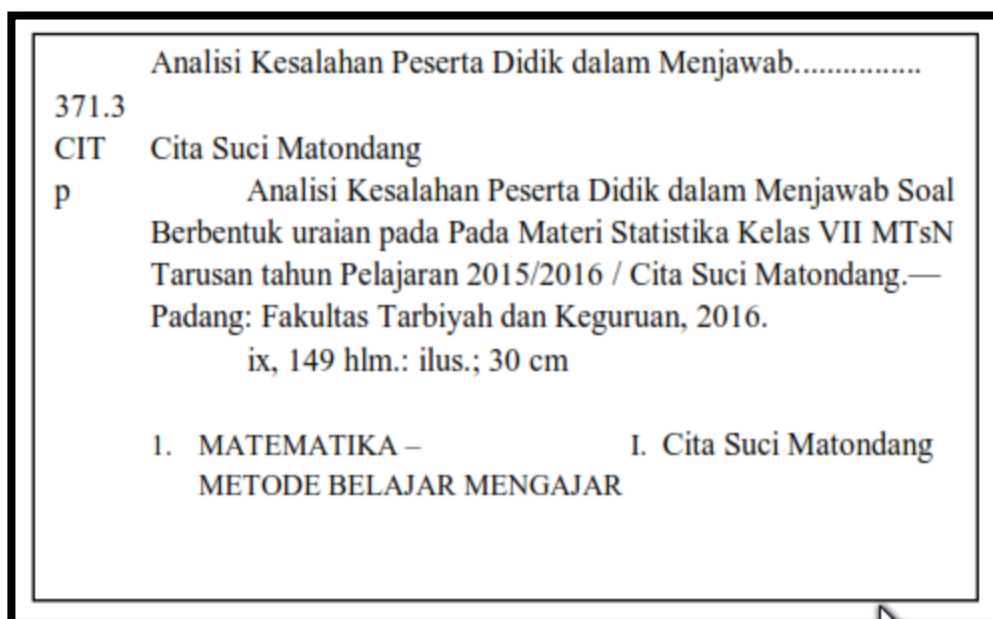 Analisi Kesalahan Peserta Didik dalam Menjawab................
371.3
CIT Cita Suci Matondang
p Analisi Kesalahan Peserta Didik dalam Menjawab Soal
Berbentuk uraian pada Pada Materi Statistika Kelas VII MTsN
Tarusan tahun Pelajaran 2015/2016 / Cita Suci Matondang.—
Padang: Fakultas Tarbiyah dan Keguruan, 2016.
ix, 149 hlm.: ilus.; 30 cm
1. MATEMATIKA – I. Cita Suci Matondang
METODE BELAJAR MENGAJAR